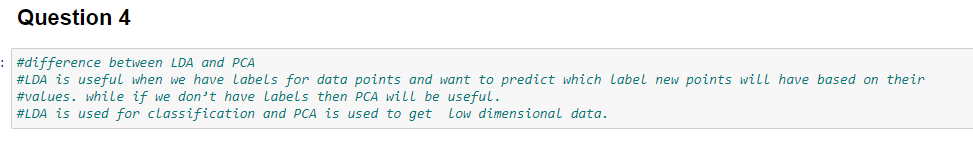 Question 4
:
#difference between LDA and PCA
#LDA is useful when we have labels for data points and want to predict which label new points will have based on their
#values. while if we don’t have labels then PCA will be useful.
#LDA is used for classification and PCA is used to get  low dimensional data.